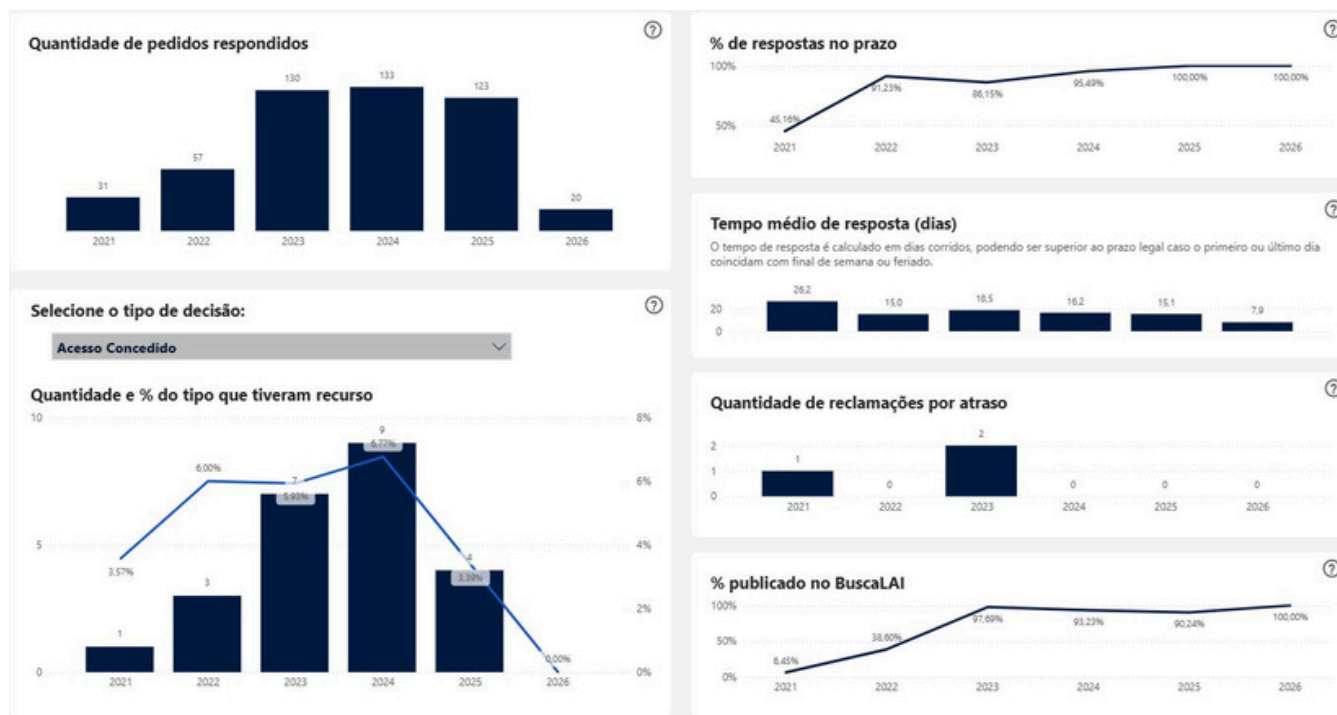 Quantidade de pedidos respondidos
?
130
133
123
57
31
20
2021 2022 2023 2024 2025 2026
Selecione o tipo de decisão:
?
Acesso Concedido
Quantidade e % do tipo que tiveram recurso
10 8%
9
6,77%
6,00%
7
5,93%
6%
5 4%
4
3,57%
3,39%
3
2%
1
0 0,00% 0%
2021 2022 2023 2024 2025 2026
% de respostas no prazo
?
100%
91,23% 86,15% 95,49% 100,00% 100,00%
50% 45,16%
2021 2022 2023 2024 2025 2026
Tempo médio de resposta (dias)
?
O tempo de resposta é calculado em dias corridos, podendo ser superior ao prazo legal caso o primeiro ou último dia
coincidam com final de semana ou feriado.
26,2 15,0 18,5 16,2 15,1 7,9
20
0
Quantidade de reclamações por atraso
?
2 2
1 1
0 0 0 0 0
2021 2022 2023 2024 2025 2026
% publicado no BuscaLAI
?
100%
97,69% 93,23% 90,24% 100,00%
50% 38,60%
0% 6,45%
2021 2022 2023 2024 2025 2026